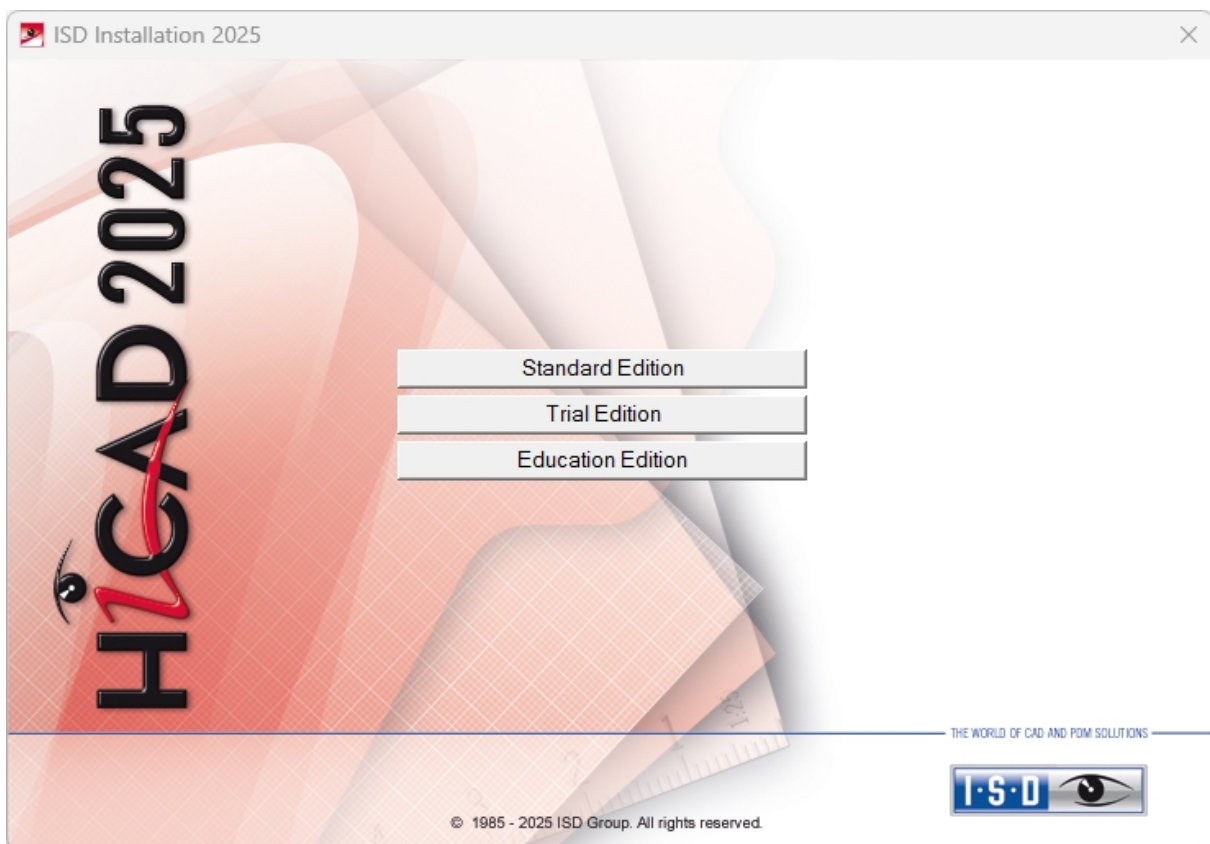 ISD Installation 2025
HiCAD 2025
Standard Edition
Trial Edition
Education Edition
THE WORLD OF CAD AND PDM SOLUTIONS
I·S·D
© 1985 - 2025 ISD Group. All rights reserved.